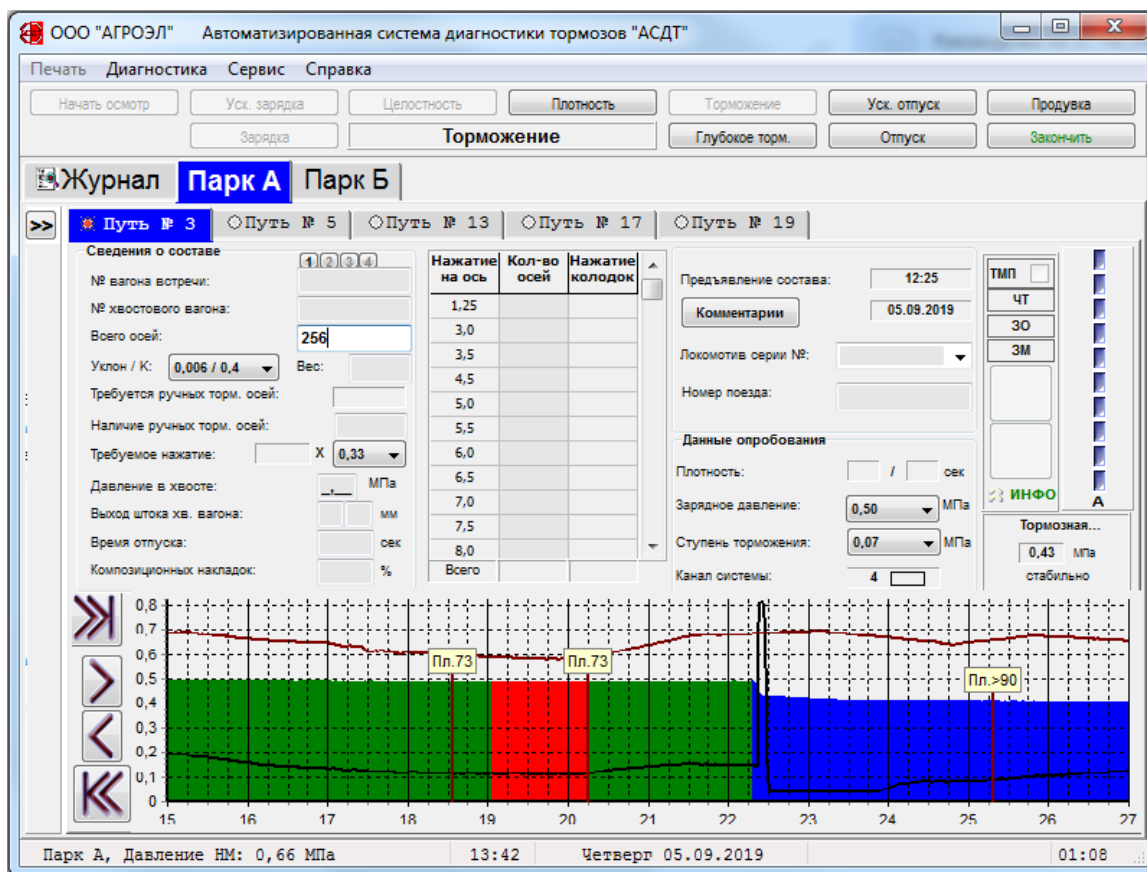 ООО "АГРОЭЛ" Автоматизированная система диагностики тормозов "АСДТ"
Печать Диагностика Сервис Справка
Начать осмотр Уск. зарядка Целостность Плотность Торможение Уск. отпуск Продувка
Зарядка Торможение Глубокое торм. Отпуск Закончить
Журнал Парк А Парк Б
>> Путь № 3 Путь № 5 Путь № 13 Путь № 17 Путь № 19
Сведения о составе
1 2 3 4
№ вагона встречи:
№ хвостового вагона:
Всего осей: 256
Уклон / К: 0,006 / 0,4 Вес:
Требуется ручных торм. осей:
Наличие ручных торм. осей:
Требуемое нажатие: X 0,33
Давление в хвосте: _,__ МПа
Выход штока хв. вагона: мм
Время отпуска: сек
Композиционных накладок: %
Нажатие на ось Кол-во осей Нажатие колодок
1,25
3,0
3,5
4,5
5,0
5,5
6,0
6,5
7,0
7,5
8,0
Всего
Предъявление состава: 12:25
Комментарии 05.09.2019
Локомотив серии №:
Номер поезда:
Данные опробования
Плотность: / сек
Зарядное давление: 0,50 МПа
Ступень торможения: 0,07 МПа
Канал системы: 4
ТМП
ЧТ
ЗО
ЗМ
ИНФО
А
Тормозная...
0,43 МПа
стабильно
0,8
0,7
0,6
0,5
0,4
0,3
0,2
0,1
0
Пл.73 Пл.73 Пл.>90
15 16 17 18 19 20 21 22 23 24 25 26 27
Парк А, Давление НМ: 0,66 МПа 13:42 Четверг 05.09.2019 01:08